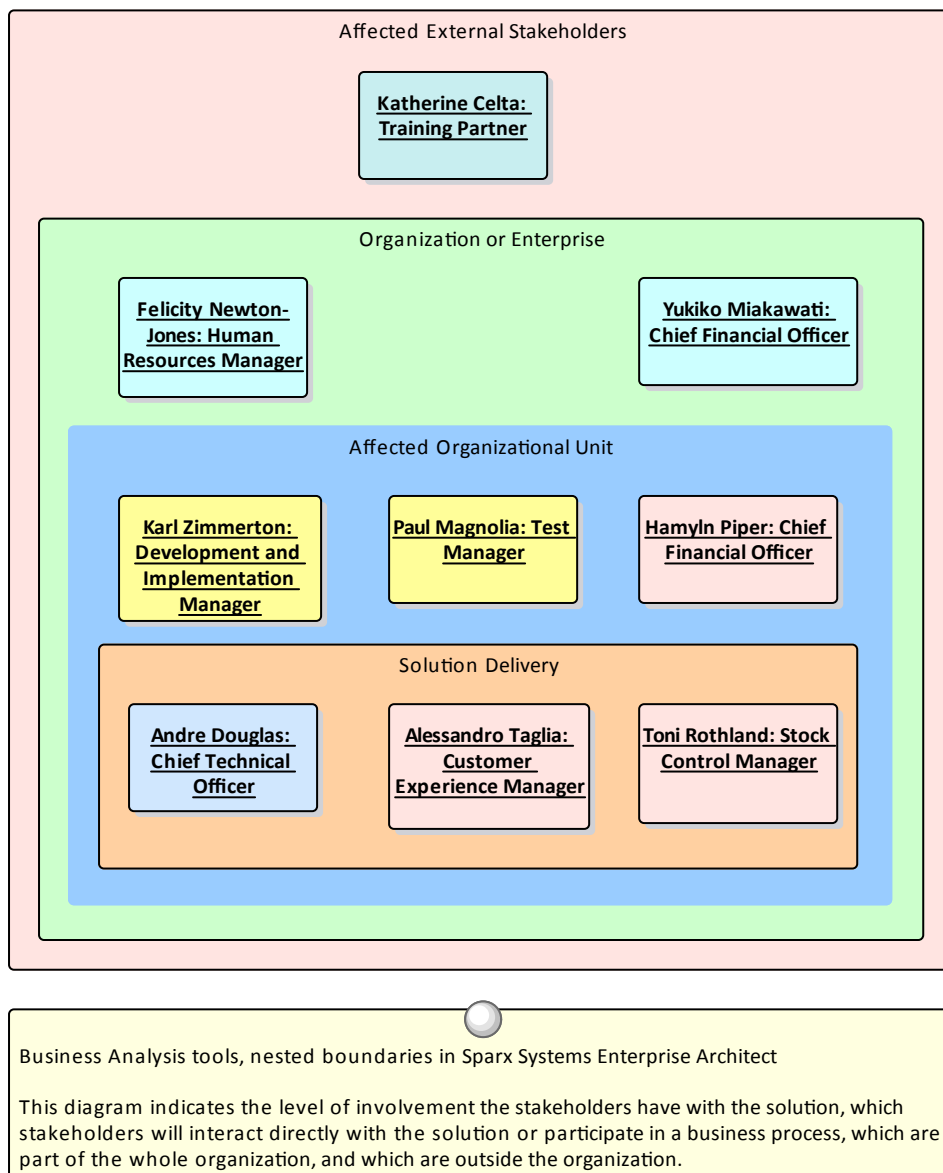 Affected External Stakeholders
Katherine Celta:
Training Partner
Organization or Enterprise
Felicity Newton-
Jones: Human
Resources Manager
Yukiko Miakawati:
Chief Financial Officer
Affected Organizational Unit
Karl Zimmerton:
Development and
Implementation
Manager
Paul Magnolia: Test
Manager
Hamyln Piper: Chief
Financial Officer
Solution Delivery
Andre Douglas:
Chief Technical
Officer
Alessandro Taglia:
Customer
Experience Manager
Toni Rothland: Stock
Control Manager
Business Analysis tools, nested boundaries in Sparx Systems Enterprise Architect
This diagram indicates the level of involvement the stakeholders have with the solution, which
stakeholders will interact directly with the solution or participate in a business process, which are
part of the whole organization, and which are outside the organization.